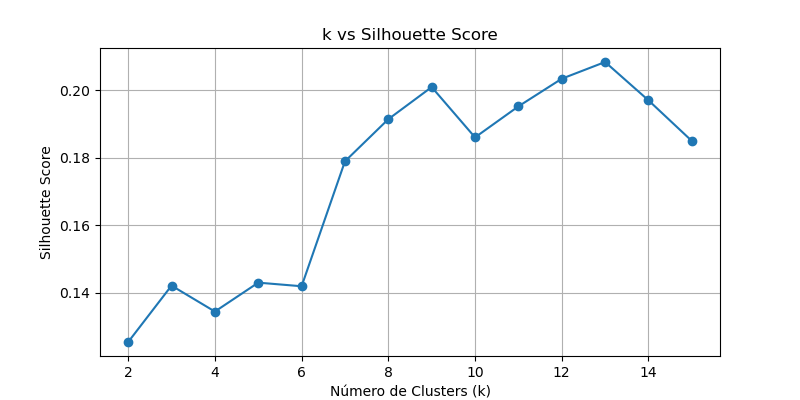 k vs Silhouette Score
Silhouette Score
0.20
0.18
0.16
0.14
2 4 6 8 10 12 14
Número de Clusters (k)